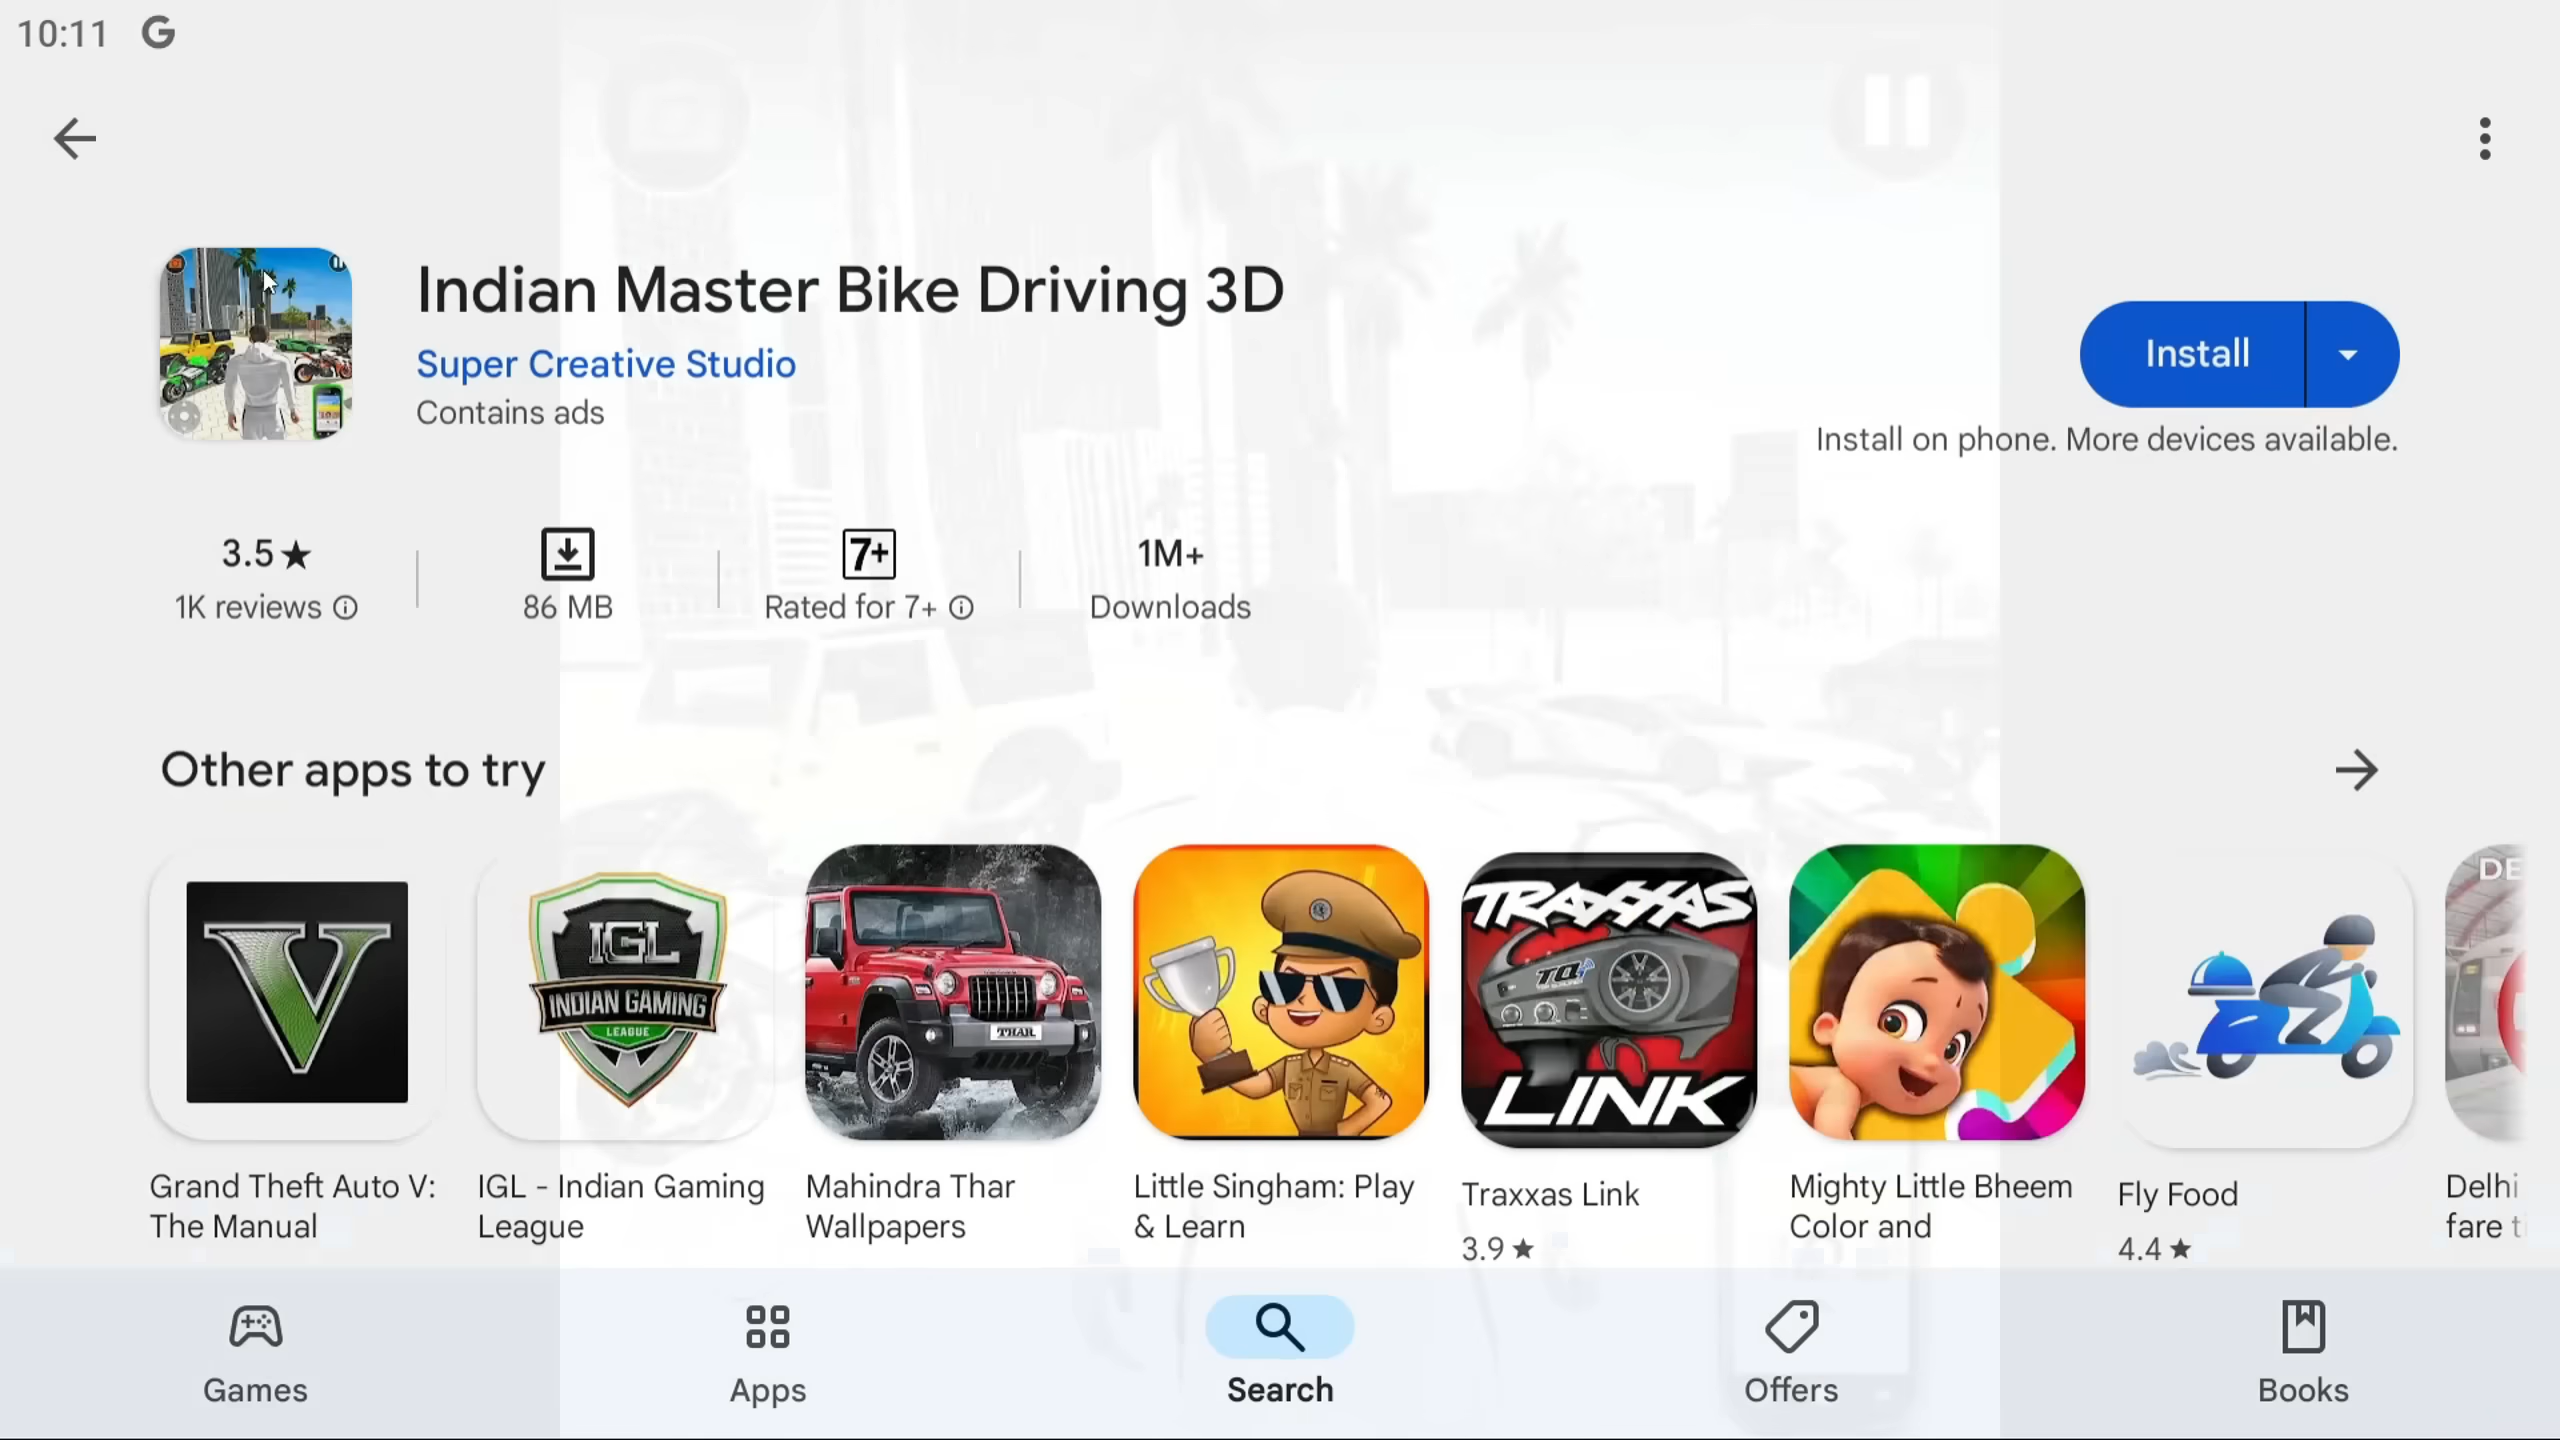 10:11 G
Indian Master Bike Driving 3D
Super Creative Studio
Contains ads
Install
Install on phone. More devices available.
3.5★
1K reviews
86 MB
7+
Rated for 7+
1M+
Downloads
Other apps to try
V
IGL
INDIAN GAMING
LEAGUE
THAR
TRAXXAS
TQi
LINK
DE
Grand Theft Auto V:
The Manual
IGL - Indian Gaming
League
Mahindra Thar
Wallpapers
Little Singham: Play
& Learn
Traxxas Link
3.9 ★
Mighty Little Bheem
Color and
Fly Food
4.4 ★
Delhi
fare t
Games
Apps
Search
Offers
Books